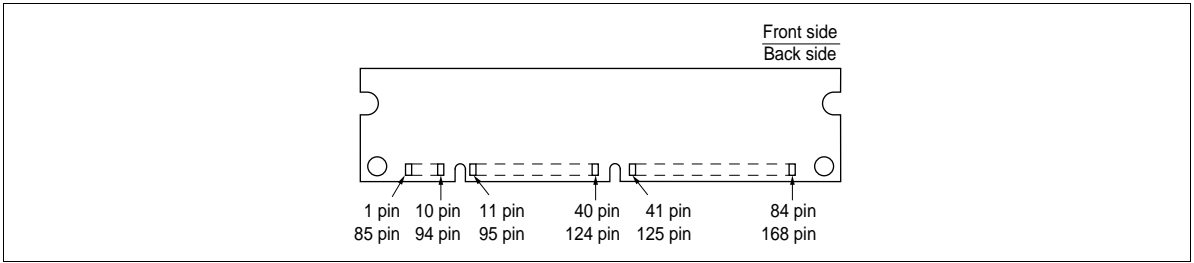 Front side
Back side
1 pin 10 pin 11 pin 40 pin 41 pin 84 pin
85 pin 94 pin 95 pin 124 pin 125 pin 168 pin